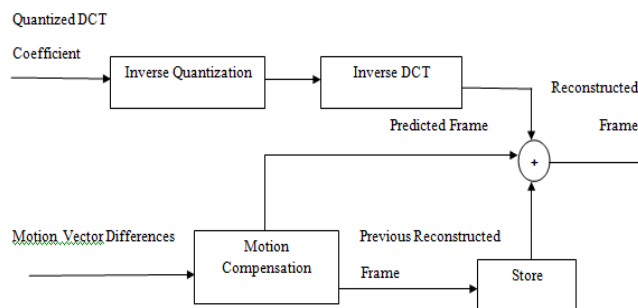 Quantized DCT
Coefficient
Inverse Quantization
Inverse DCT
Reconstructed
Predicted Frame
Frame
+
Motion Vector Differences
Motion
Compensation
Previous Reconstructed
Frame
Store